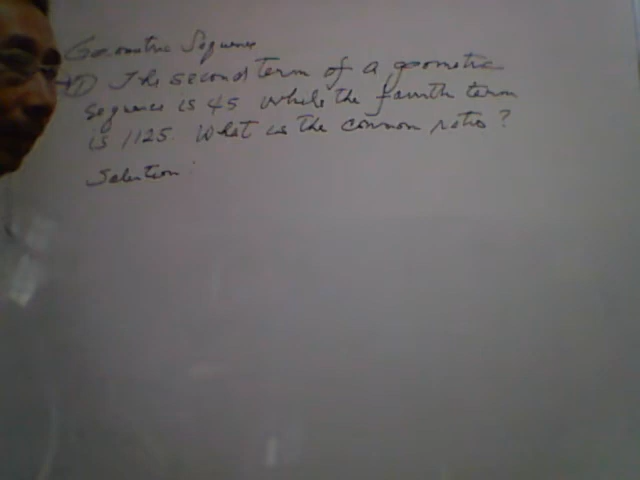 Geometric Sequence
1) The second term of a geometric
sequence is 45 while the fourth term
is 1125. What is the common ratio?
Solution: